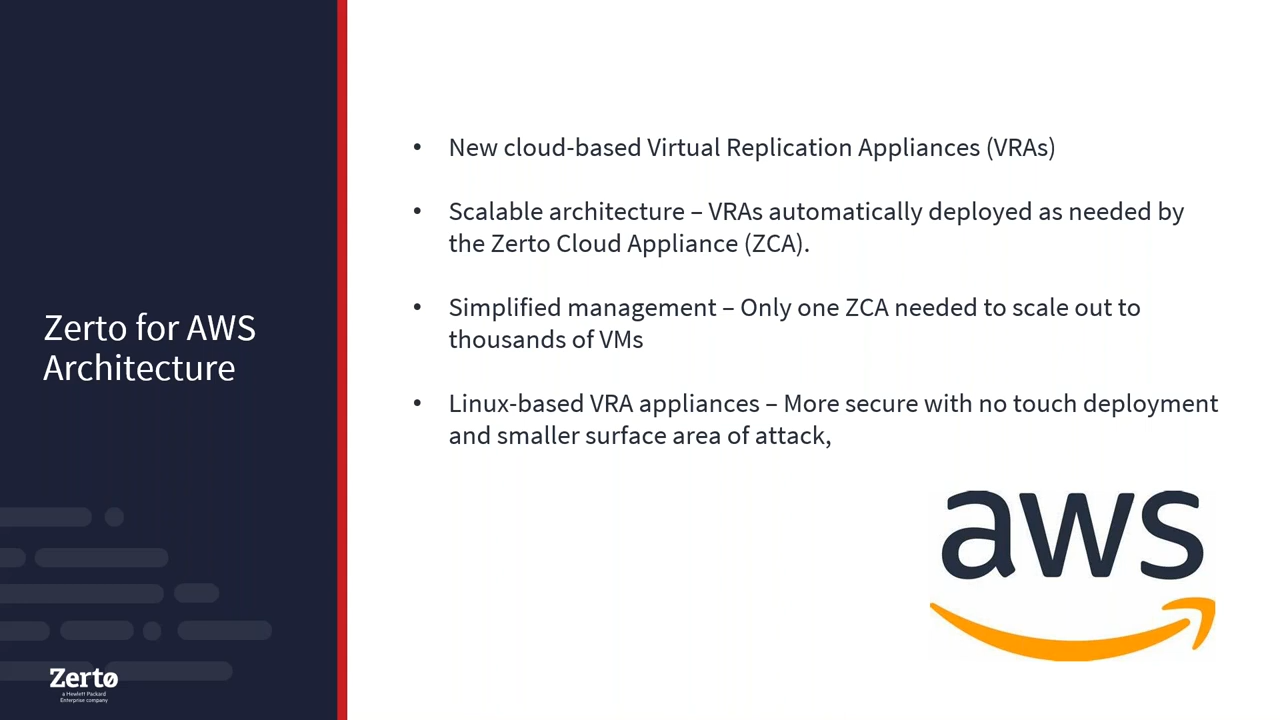 Zerto for AWS
Architecture
• New cloud-based Virtual Replication Appliances (VRAs)
• Scalable architecture – VRAs automatically deployed as needed by
the Zerto Cloud Appliance (ZCA).
• Simplified management – Only one ZCA needed to scale out to
thousands of VMs
• Linux-based VRA appliances – More secure with no touch deployment
and smaller surface area of attack,
aws
Zerto
a Hewlett Packard
Enterprise company